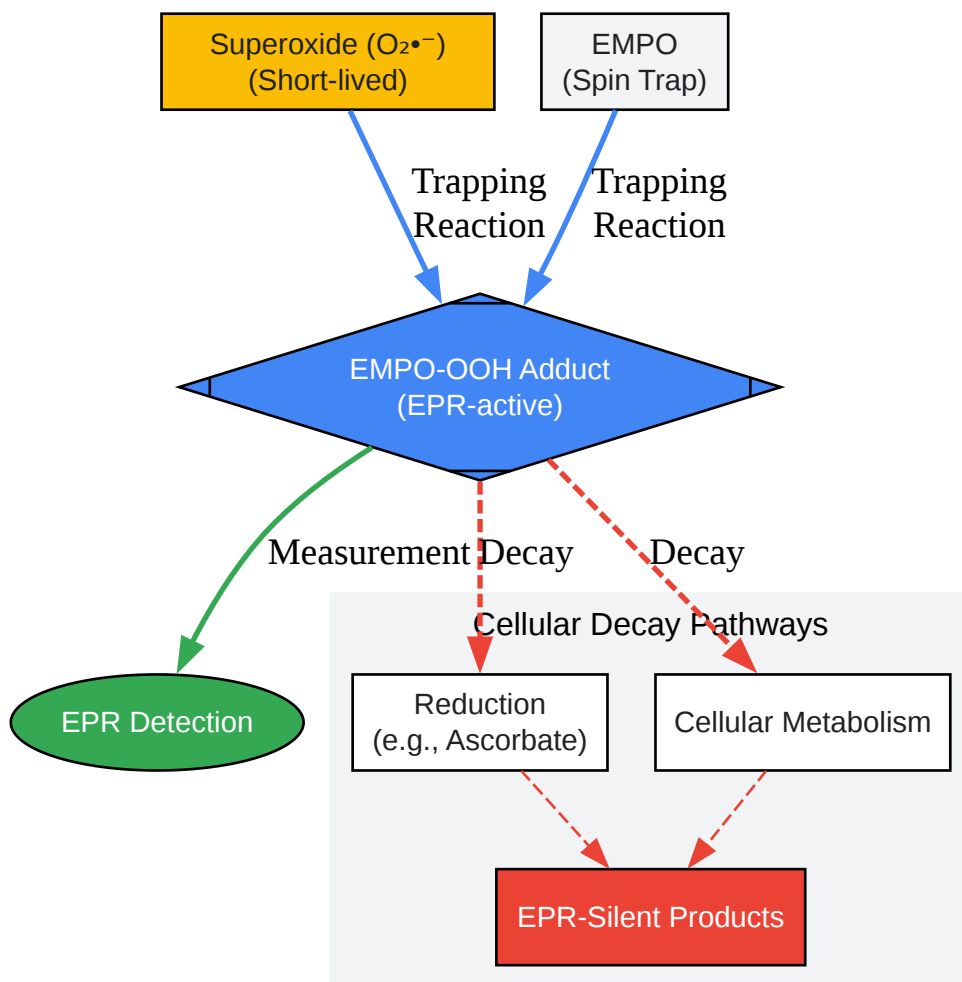 Superoxide (O₂•⁻)
(Short-lived)
EMPO
(Spin Trap)
Trapping
Reaction
Trapping
Reaction
EMPO-OOH Adduct
(EPR-active)
Measurement
Decay
Decay
Cellular Decay Pathways
EPR Detection
Reduction
(e.g., Ascorbate)
Cellular Metabolism
EPR-Silent Products